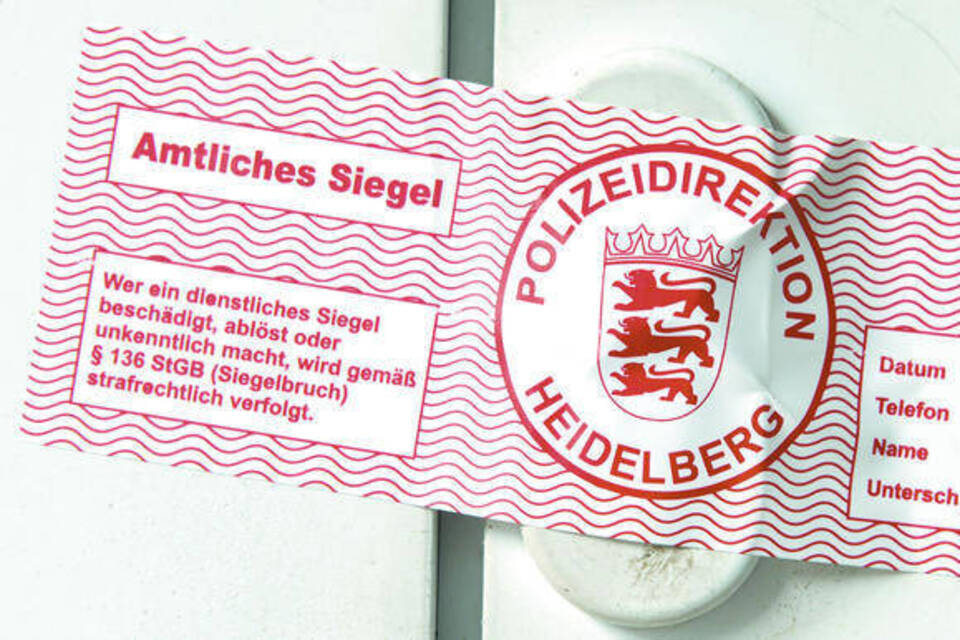 Amtliches Siegel
Wer ein dienstliches Siegel
beschädigt, ablöst oder
unkenntlich macht, wird gemäß
§ 136 StGB (Siegelbruch)
strafrechtlich verfolgt.
POLIZEIDIREKTION
HEIDELBERG
Datum
Telefon
Name
Untersch